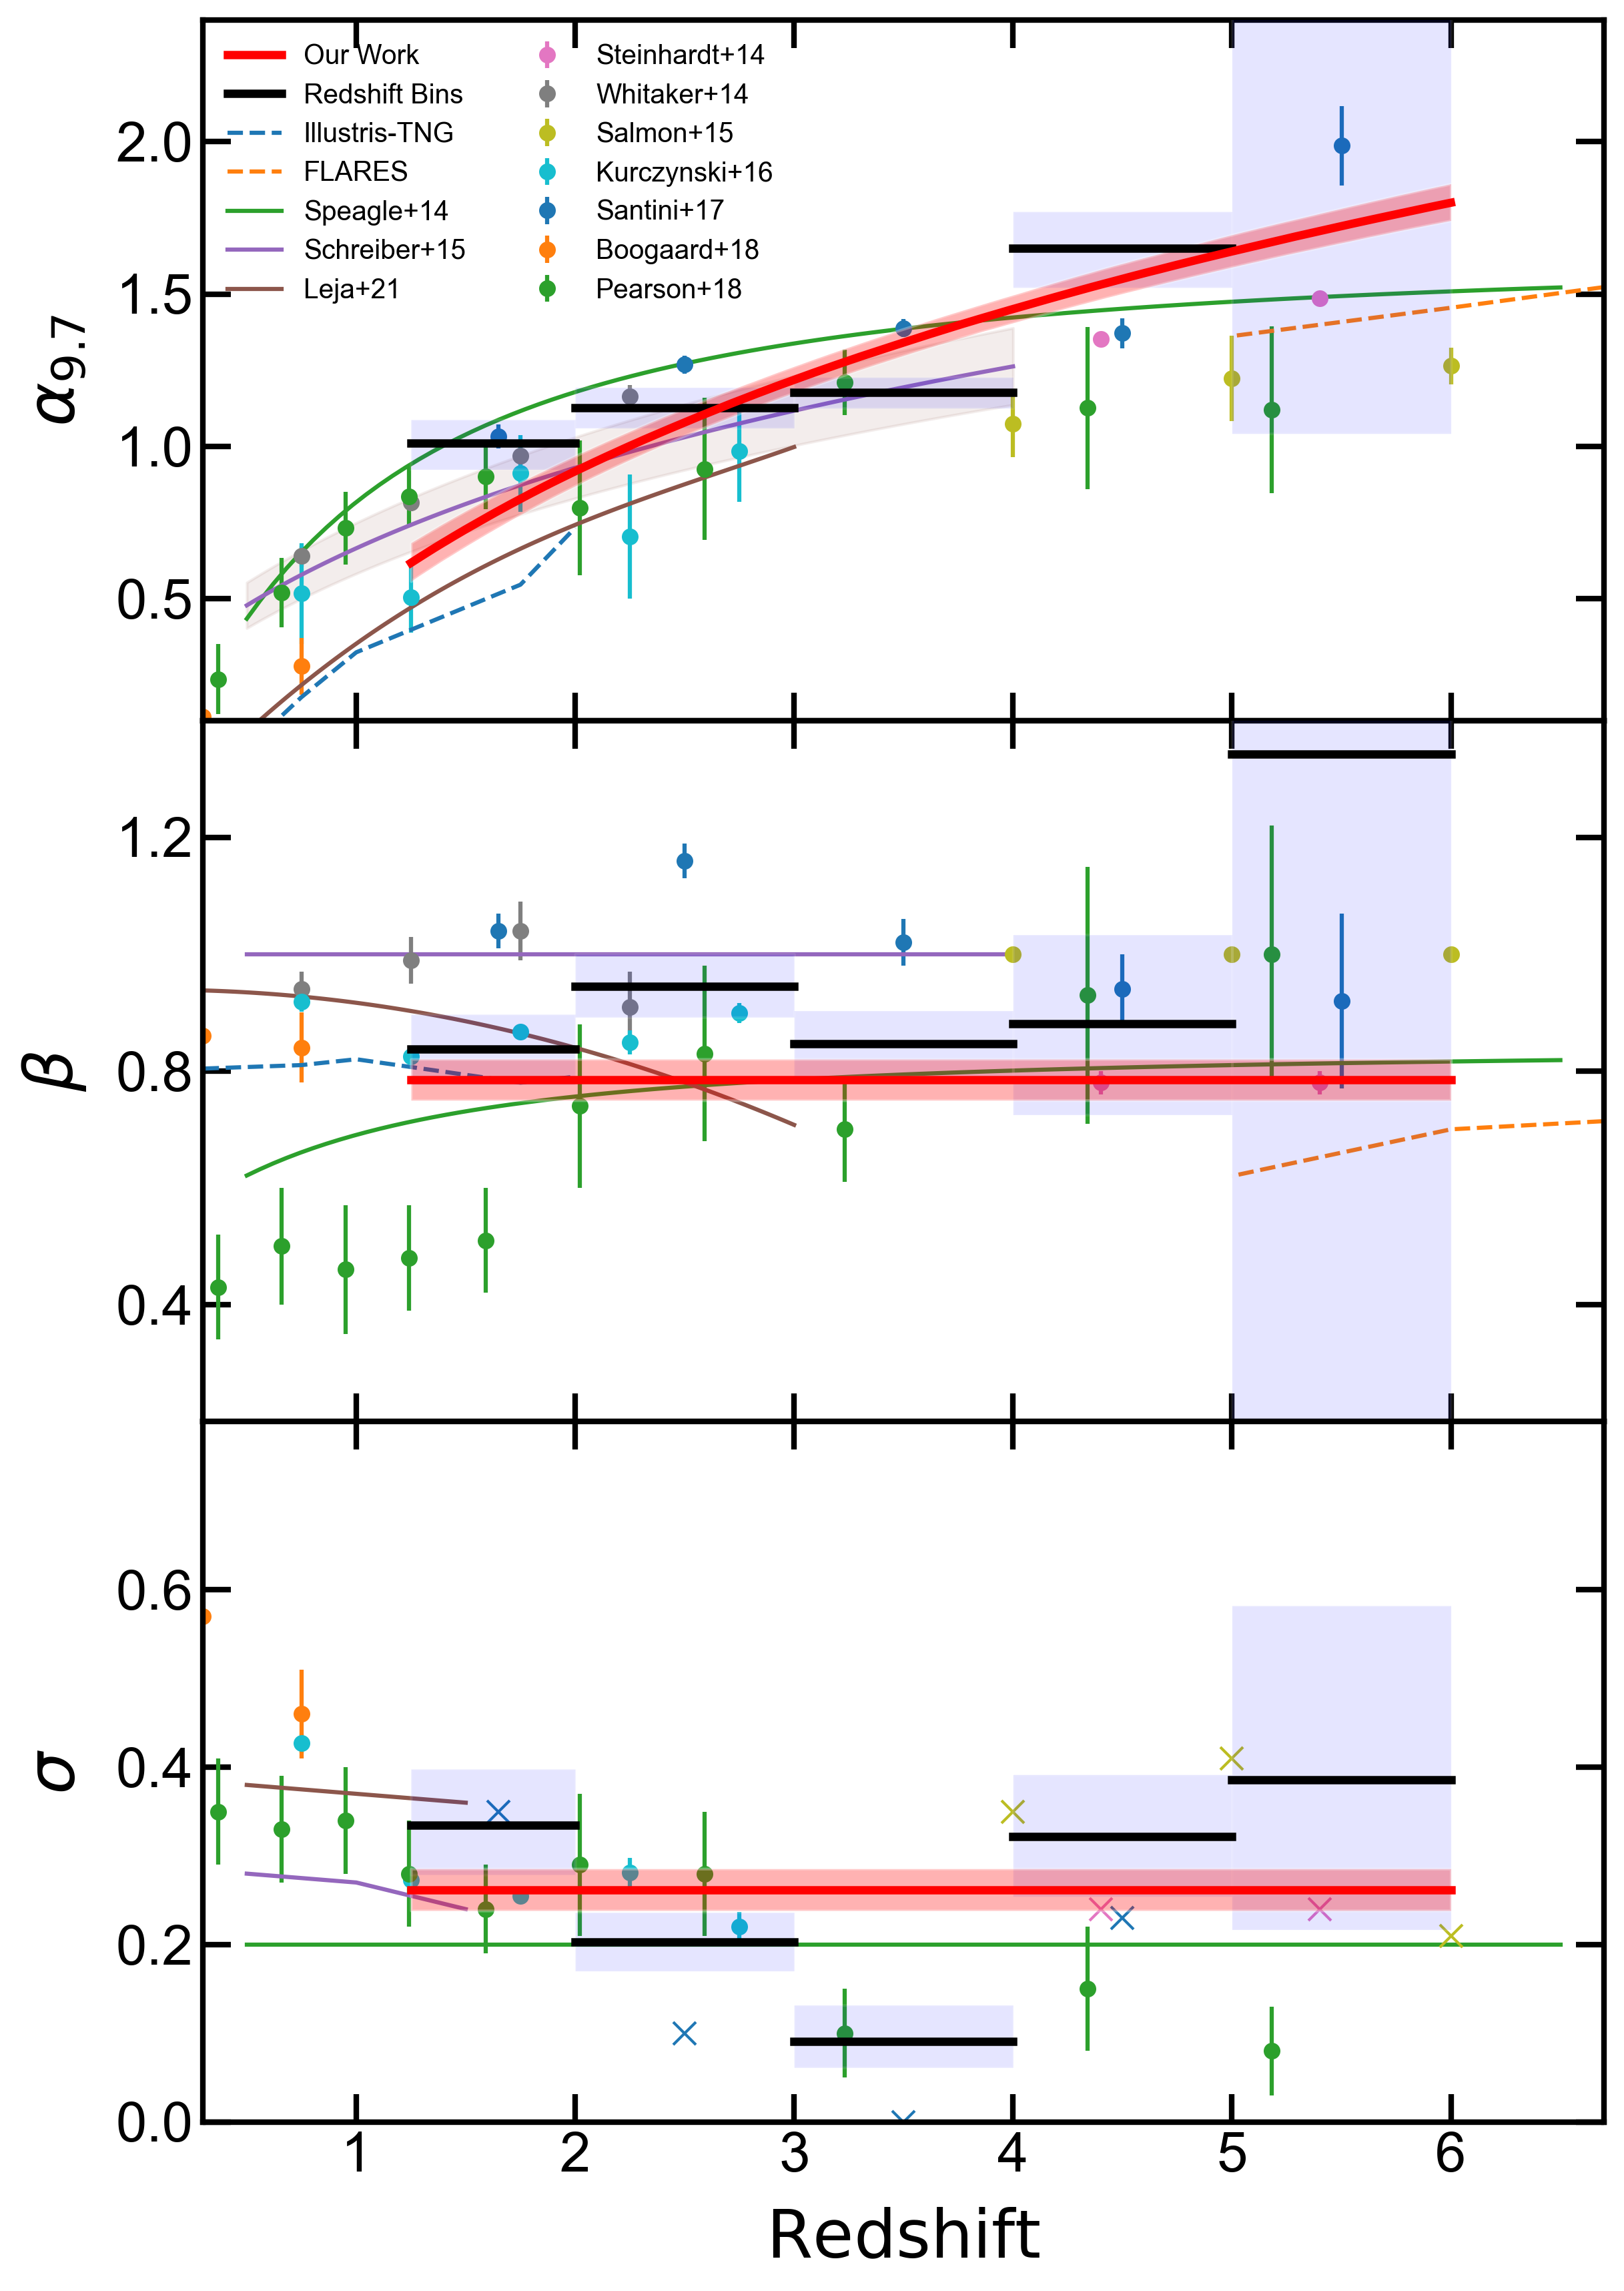 Our Work
Redshift Bins
Illustris-TNG
FLARES
Speagle+14
Schreiber+15
Leja+21
Steinhardt+14
Whitaker+14
Salmon+15
Kurczynski+16
Santini+17
Boogaard+18
Pearson+18
2.0
1.5
1.0
0.5
α9.7
1.2
0.8
0.4
β
0.6
0.4
0.2
0.0
σ
1 2 3 4 5 6
Redshift